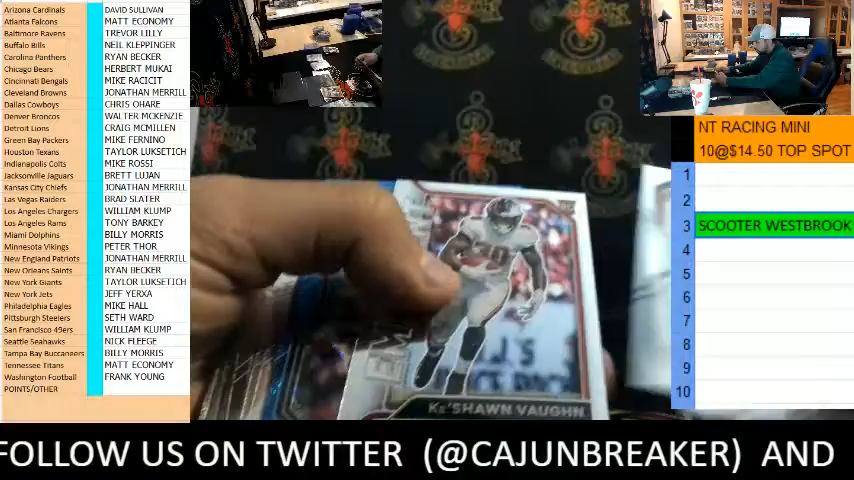 Arizona Cardinals DAVID SULLIVAN
Atlanta Falcons MATT ECONOMY
Baltimore Ravens TREVOR LILLY
Buffalo Bills NEIL KLEPPINGER
Carolina Panthers RYAN BECKER
Chicago Bears HERBERT MUKAI
Cincinnati Bengals MIKE RACICIT
Cleveland Browns JONATHAN MERRILL
Dallas Cowboys CHRIS OHARE
Denver Broncos WALTER MCKENZIE
Detroit Lions CRAIG MCMILLEN
Green Bay Packers MIKE FERNINO
Houston Texans TAYLOR LUKSETICH
Indianapolis Colts MIKE ROSSI
Jacksonville Jaguars BRETT LUJAN
Kansas City Chiefs JONATHAN MERRILL
Las Vegas Raiders BRAD SLATER
Los Angeles Chargers WILLIAM KLUMP
Los Angeles Rams TONY BARKEY
Miami Dolphins BILLY MORRIS
Minnesota Vikings PETER THOR
New England Patriots JONATHAN MERRILL
New Orleans Saints RYAN BECKER
New York Giants TAYLOR LUKSETICH
New York Jets JEFF YERXA
Philadelphia Eagles MIKE HALL
Pittsburgh Steelers SETH WARD
San Francisco 49ers WILLIAM KLUMP
Seattle Seahawks NICK FLEEGE
Tampa Bay Buccaneers BILLY MORRIS
Tennessee Titans MATT ECONOMY
Washington Football FRANK YOUNG
POINTS/OTHER
KE'SHAWN VAUGHN
NT RACING MINI
10@$14.50 TOP SPOT
1
2
3 SCOOTER WESTBROOK
4
5
6
7
8
9
10
FOLLOW US ON TWITTER (@CAJUNBREAKER) AND